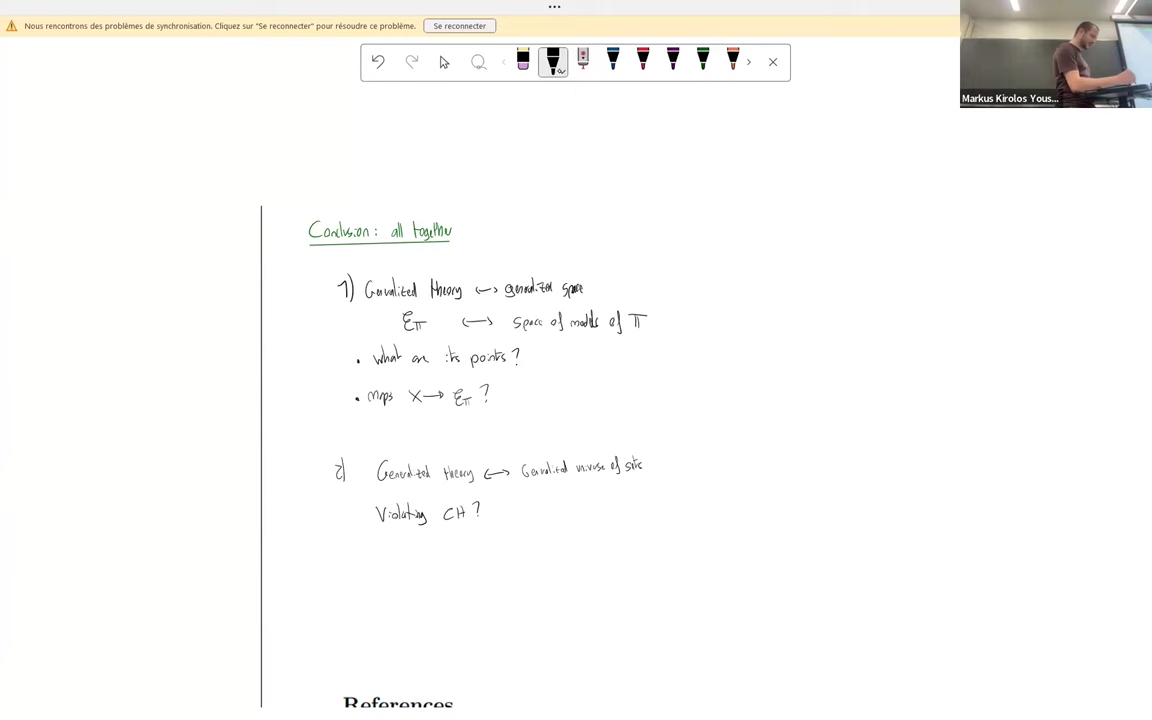 Nous rencontrons des problèmes de synchronisation. Cliquez sur "Se reconnecter" pour résoudre ce problème. Se reconnecter
Markus Kirolos Yous...
Conclusion: all together
1) Generalized theory ↔ generalized space
ℰ_𝕋 ↔ space of models of 𝕋
• What are its points?
• Maps X → ℰ_𝕋 ?
2) Generalized theory ↔ Generalized universe of sets
Violating CH?
References